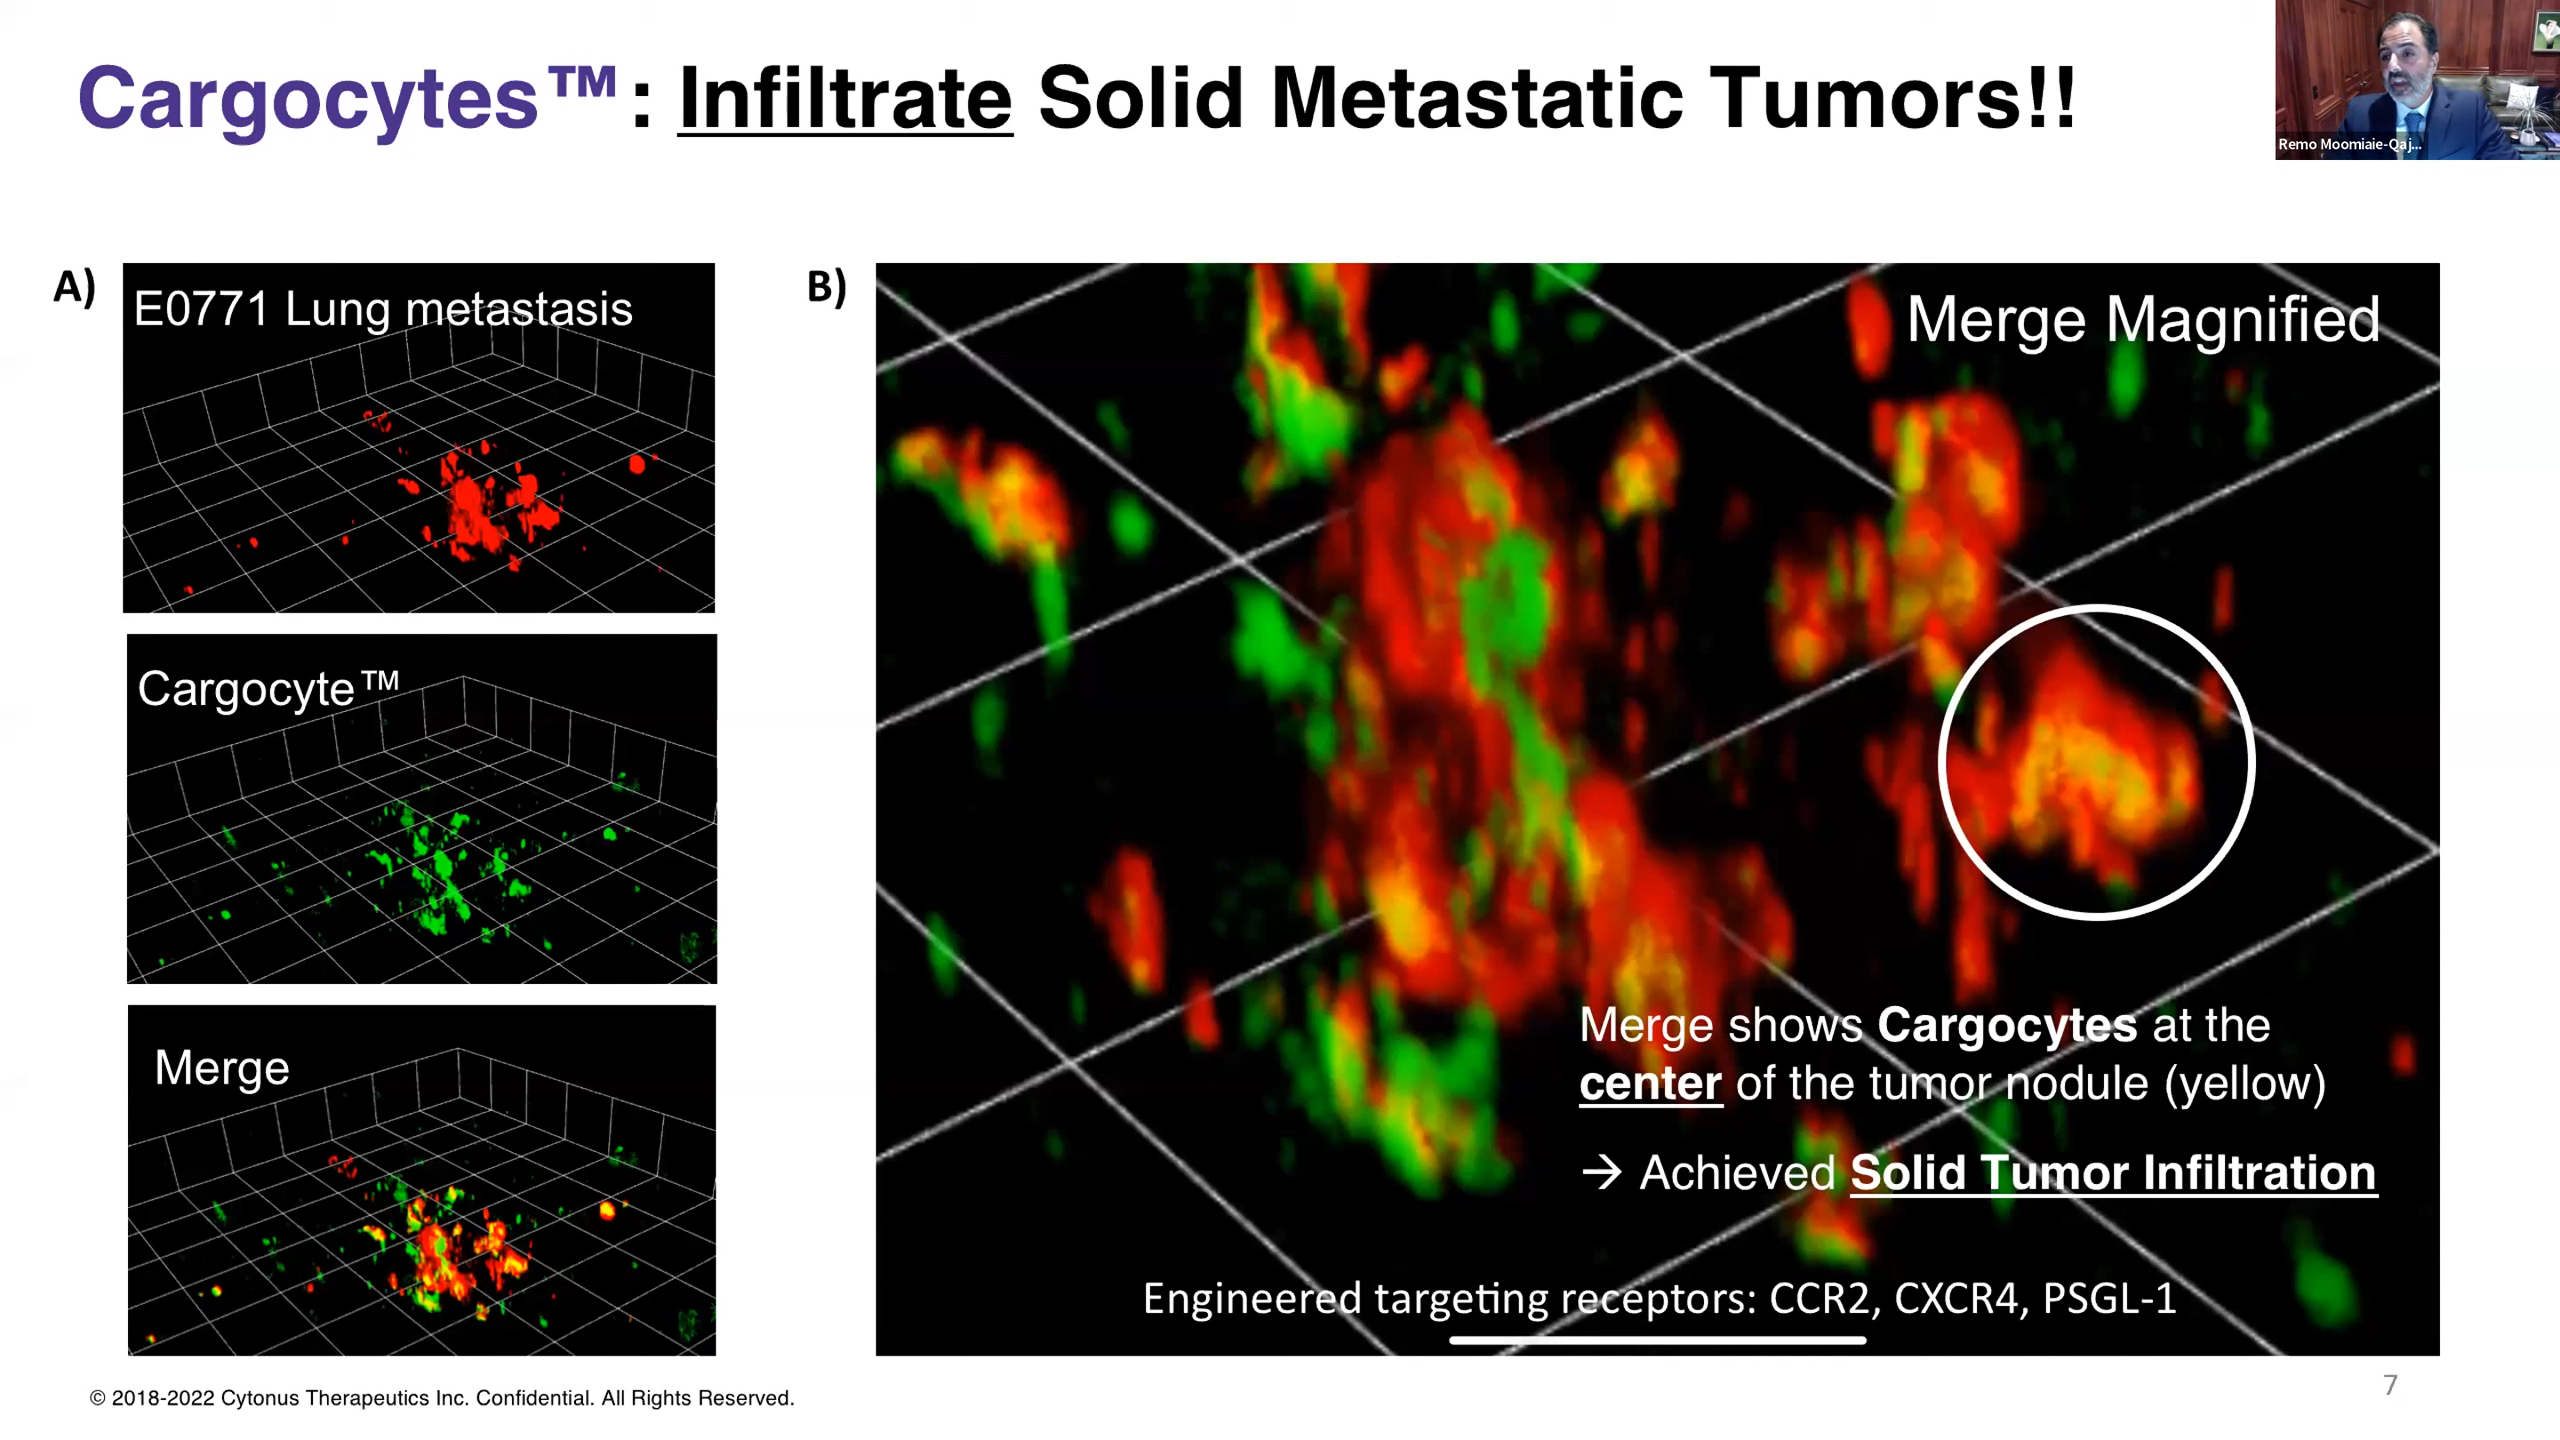 Cargocytes™: Infiltrate Solid Metastatic Tumors!!
Remo Moomiaie-Qaj...
A)
E0771 Lung metastasis
Cargocyte™
Merge
B)
Merge Magnified
Merge shows Cargocytes at the
center of the tumor nodule (yellow)
→ Achieved Solid Tumor Infiltration
Engineered targeting receptors: CCR2, CXCR4, PSGL-1
© 2018-2022 Cytonus Therapeutics Inc. Confidential. All Rights Reserved.
7